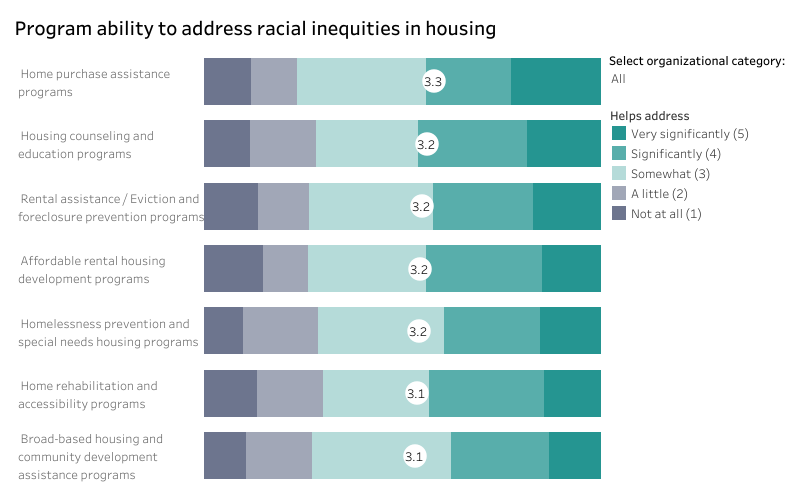 Program ability to address racial inequities in housing
Home purchase assistance
programs
3.3
Housing counseling and
education programs
3.2
Rental assistance / Eviction and
foreclosure prevention programs
3.2
Affordable rental housing
development programs
3.2
Homelessness prevention and
special needs housing programs
3.2
Home rehabilitation and
accessibility programs
3.1
Broad-based housing and
community development
assistance programs
3.1
Select organizational category:
All
Helps address
Very significantly (5)
Significantly (4)
Somewhat (3)
A little (2)
Not at all (1)